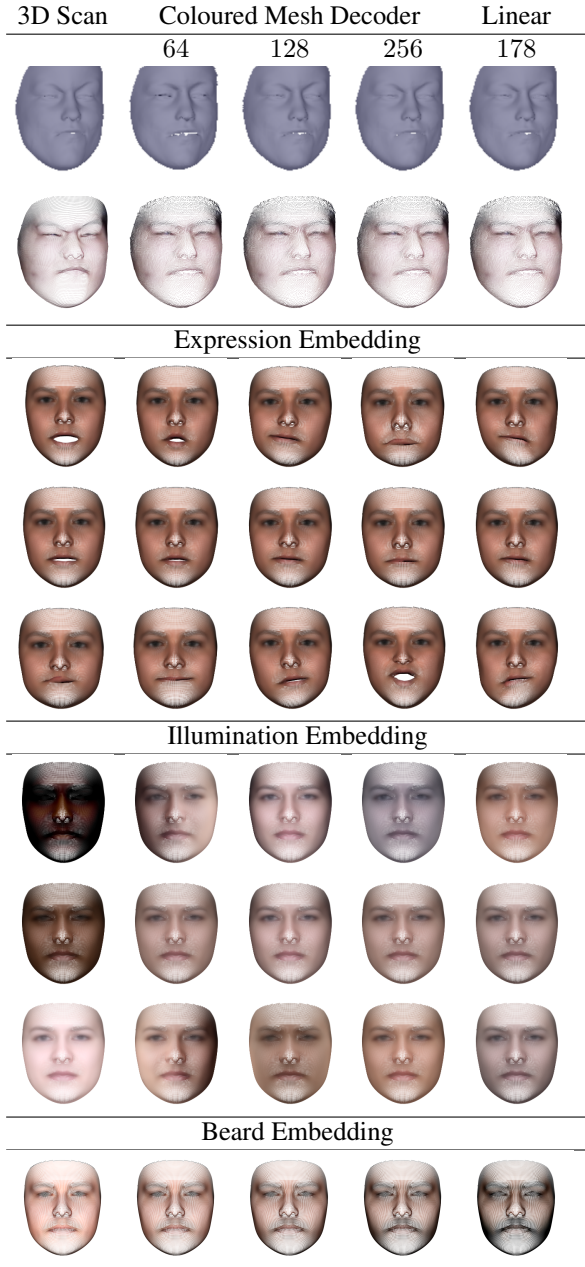 3D Scan Coloured Mesh Decoder Linear
64 128 256 178
Expression Embedding
Illumination Embedding
Beard Embedding